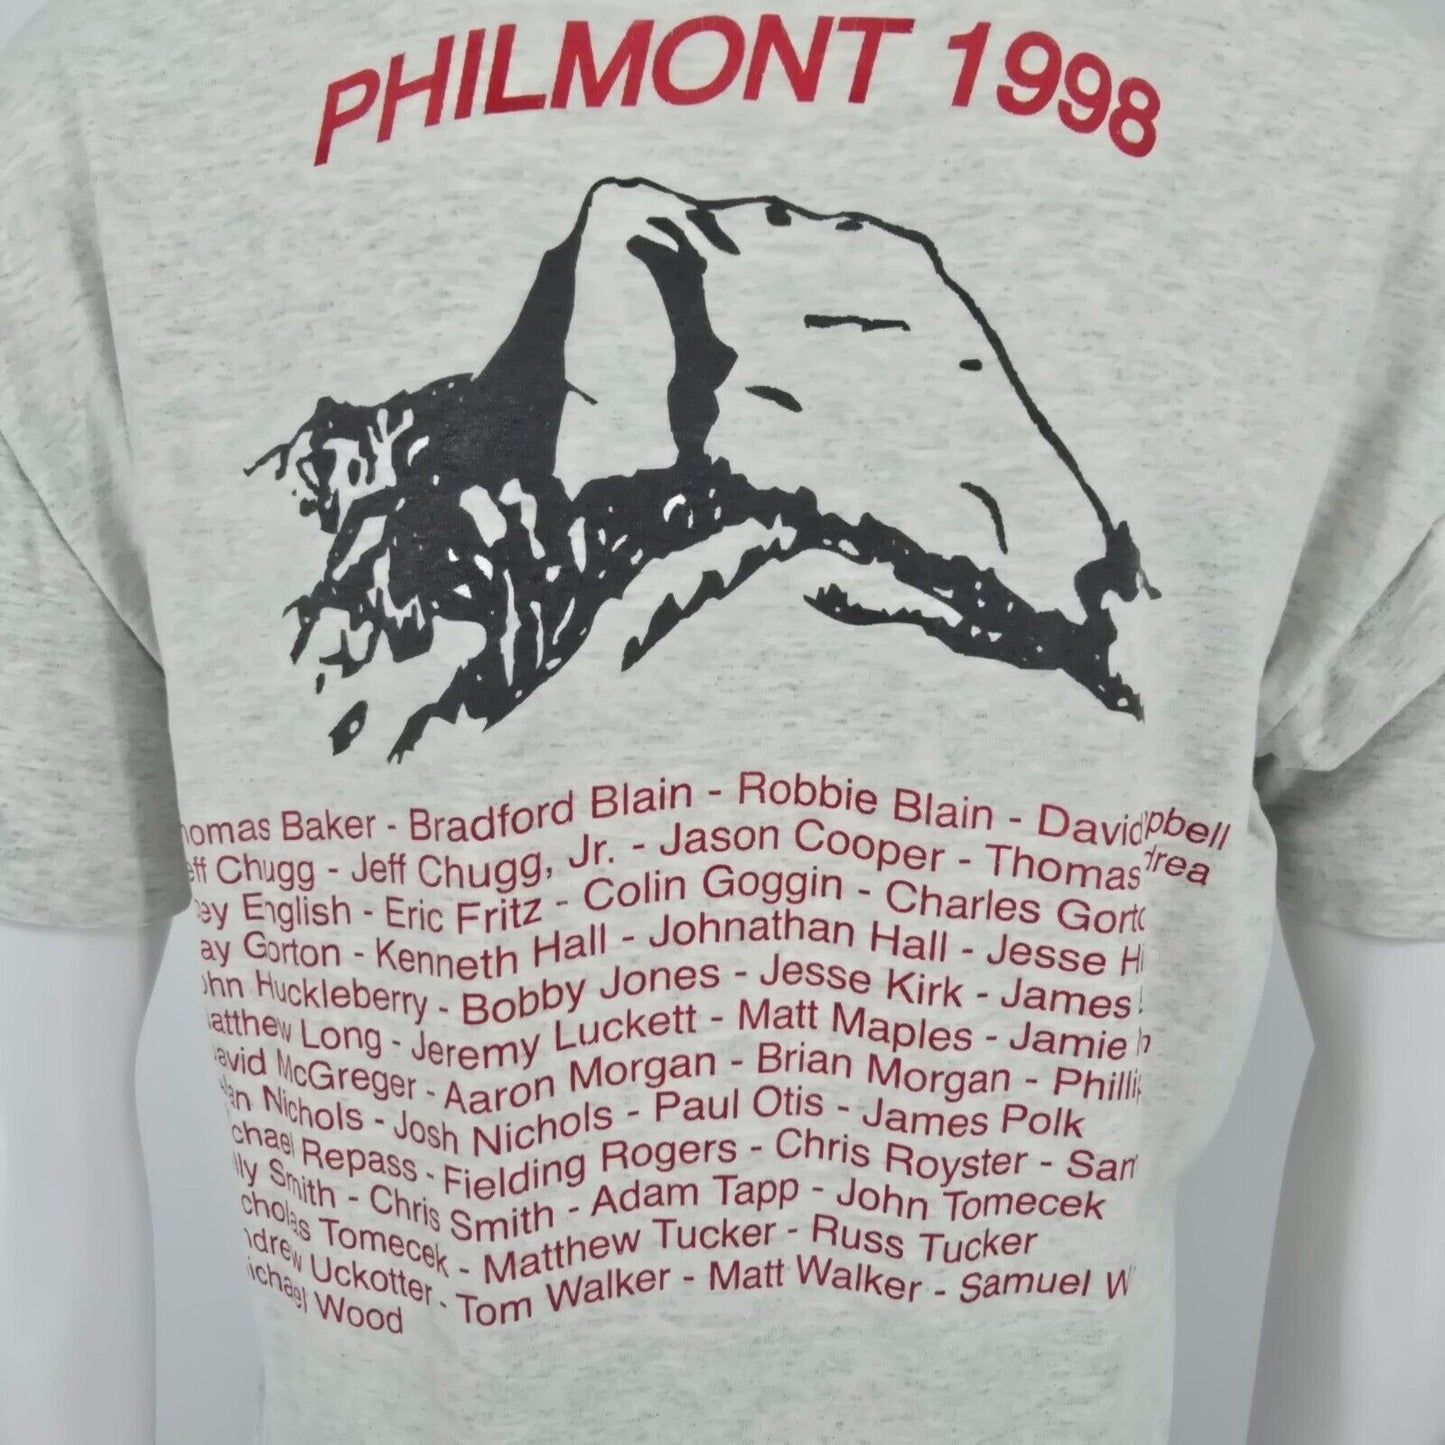 PHILMONT 1998
Baker - Bradford Blain - Robbie Blain - David
Chugg - Jeff Chugg, Jr. - Jason Cooper - Thomas
English - Eric Fritz - Colin Goggin - Charles
Gorton - Kenneth Hall - Johnathan Hall - Jesse
Huckleberry - Bobby Jones - Jesse Kirk - James
Long - Jeremy Luckett - Matt Maples - Jamie
McGreger - Aaron Morgan - Brian Morgan -
Nichols - Josh Nichols - Paul Otis - James Polk
Repass - Fielding Rogers - Chris Royster -
Smith - Chris Smith - Adam Tapp - John Tomecek
Tomecek - Matthew Tucker - Russ Tucker
Uckotter - Tom Walker - Matt Walker - Samuel
Wood